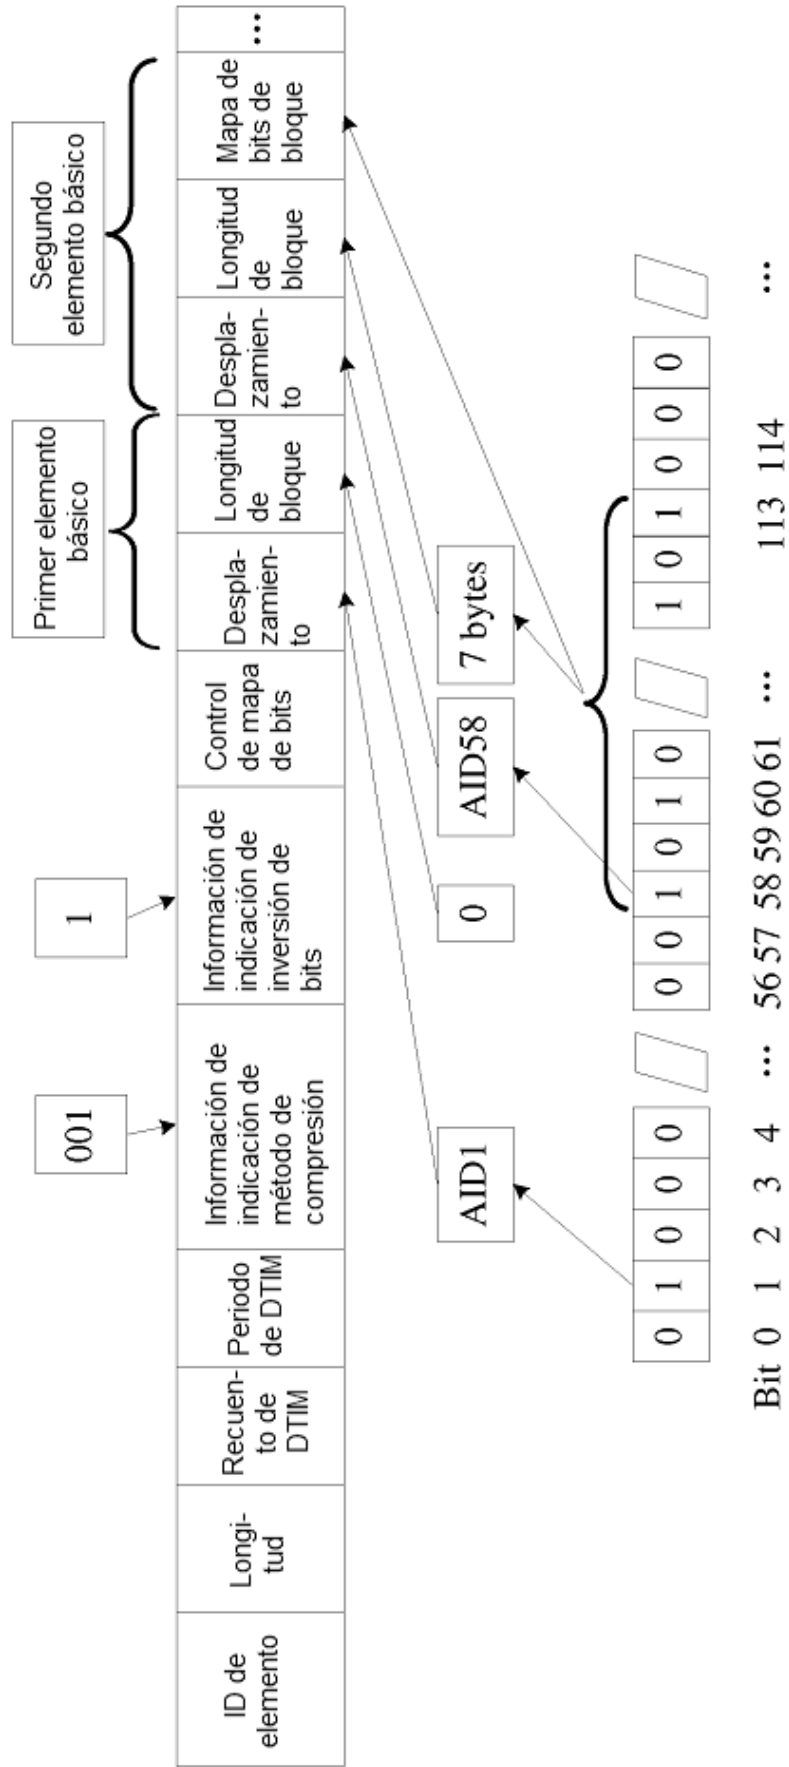 Primer elemento
básico
Segundo
elemento básico
001
1
ID de
elemento
Longi-
tud
Recuen-
to de
DTIM
Periodo
de DTIM
Información de
indicación de
método de
compresión
Información de
indicación de
inversión de
bits
Control
de mapa
de bits
Despla-
zamien-
to
Longitud
de
bloque
Despla-
zamien-
to
Longitud
de
bloque
Mapa de
bits de
bloque
...
AID1
0
AID58
7 bytes
0 1 0 0 0 0 0 1 0 1 0 1 0 1 0 0 0
Bit 0 1 2 3 4 ... 56 57 58 59 60 61 ... 113 114 ...